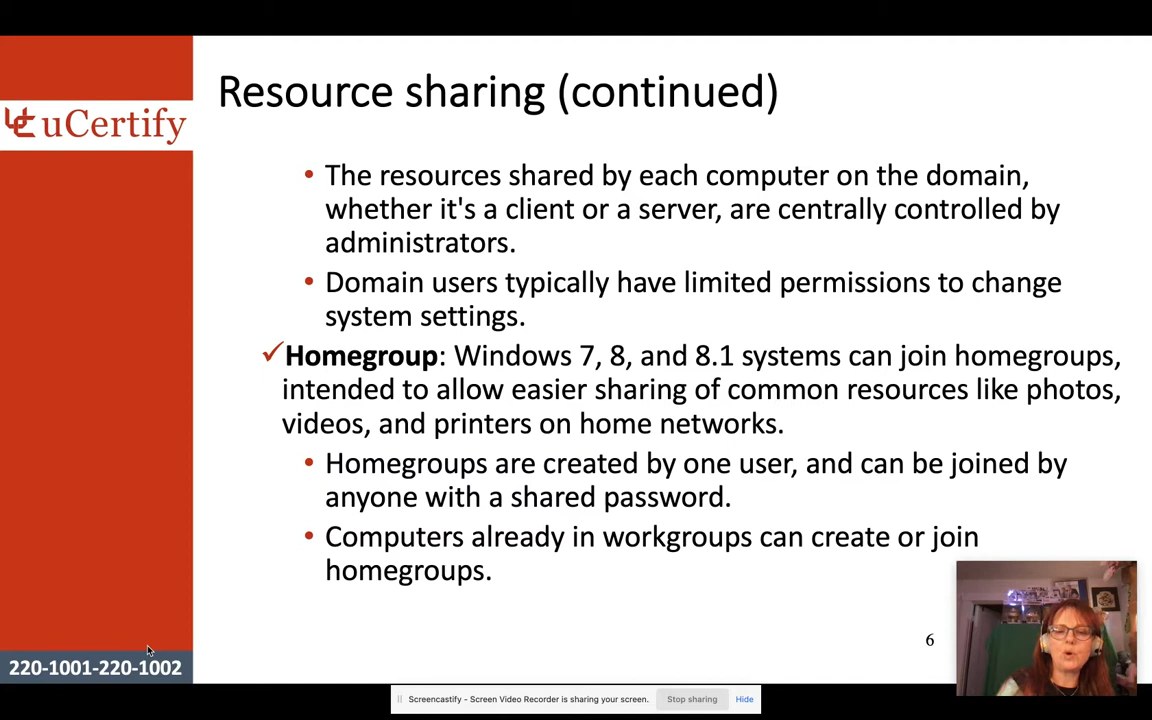 Resource sharing (continued)
uCertify
• The resources shared by each computer on the domain,
whether it's a client or a server, are centrally controlled by
administrators.
• Domain users typically have limited permissions to change
system settings.
✓Homegroup: Windows 7, 8, and 8.1 systems can join homegroups,
intended to allow easier sharing of common resources like photos,
videos, and printers on home networks.
• Homegroups are created by one user, and can be joined by
anyone with a shared password.
• Computers already in workgroups can create or join
homegroups.
6
220-1001-220-1002
Screencastify - Screen Video Recorder is sharing your screen. Stop sharing Hide